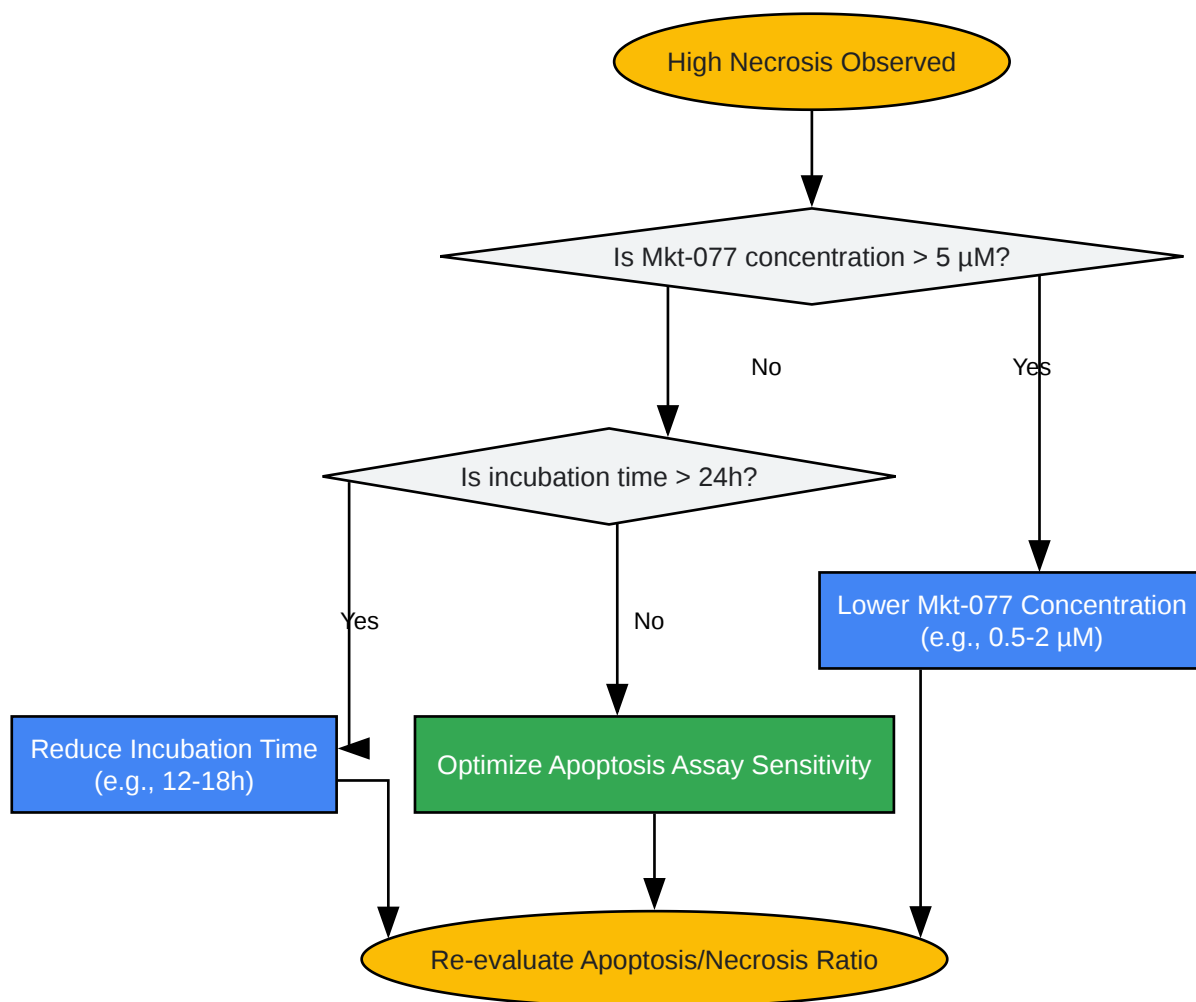 High Necrosis Observed
Is Mkt-077 concentration > 5 µM?
No
Yes
Is incubation time > 24h?
Lower Mkt-077 Concentration
(e.g., 0.5-2 µM)
Yes
No
Reduce Incubation Time
(e.g., 12-18h)
Optimize Apoptosis Assay Sensitivity
Re-evaluate Apoptosis/Necrosis Ratio